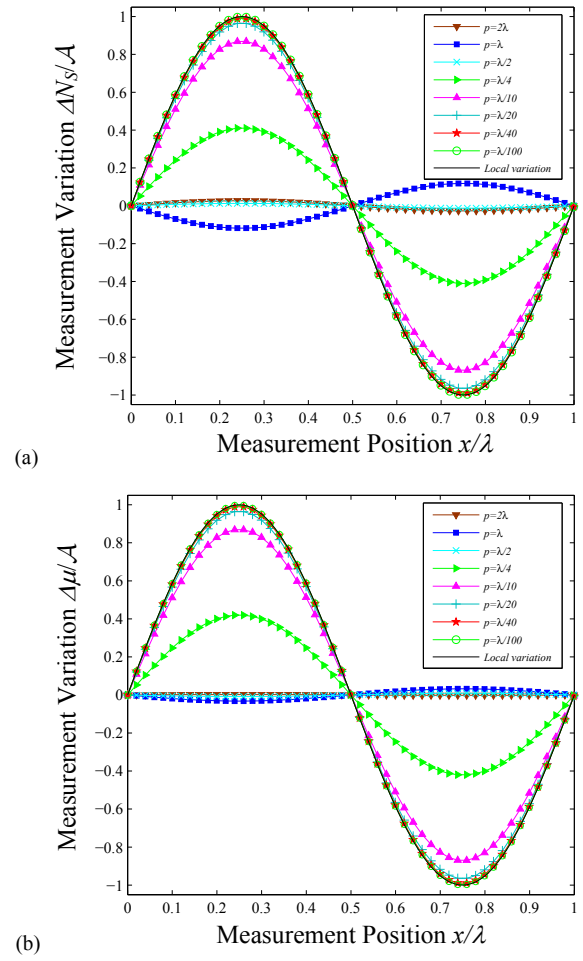 (a)
Measurement Variation ΔN_S/𝒜
1
0.8
0.6
0.4
0.2
0
−0.2
−0.4
−0.6
−0.8
−1
p=2λ
p=λ
p=λ/2
p=λ/4
p=λ/10
p=λ/20
p=λ/40
p=λ/100
Local variation
0 0.1 0.2 0.3 0.4 0.5 0.6 0.7 0.8 0.9 1
Measurement Position x/λ
(b)
Measurement Variation Δμ/𝒜
1
0.8
0.6
0.4
0.2
0
−0.2
−0.4
−0.6
−0.8
−1
p=2λ
p=λ
p=λ/2
p=λ/4
p=λ/10
p=λ/20
p=λ/40
p=λ/100
Local variation
0 0.1 0.2 0.3 0.4 0.5 0.6 0.7 0.8 0.9 1
Measurement Position x/λ